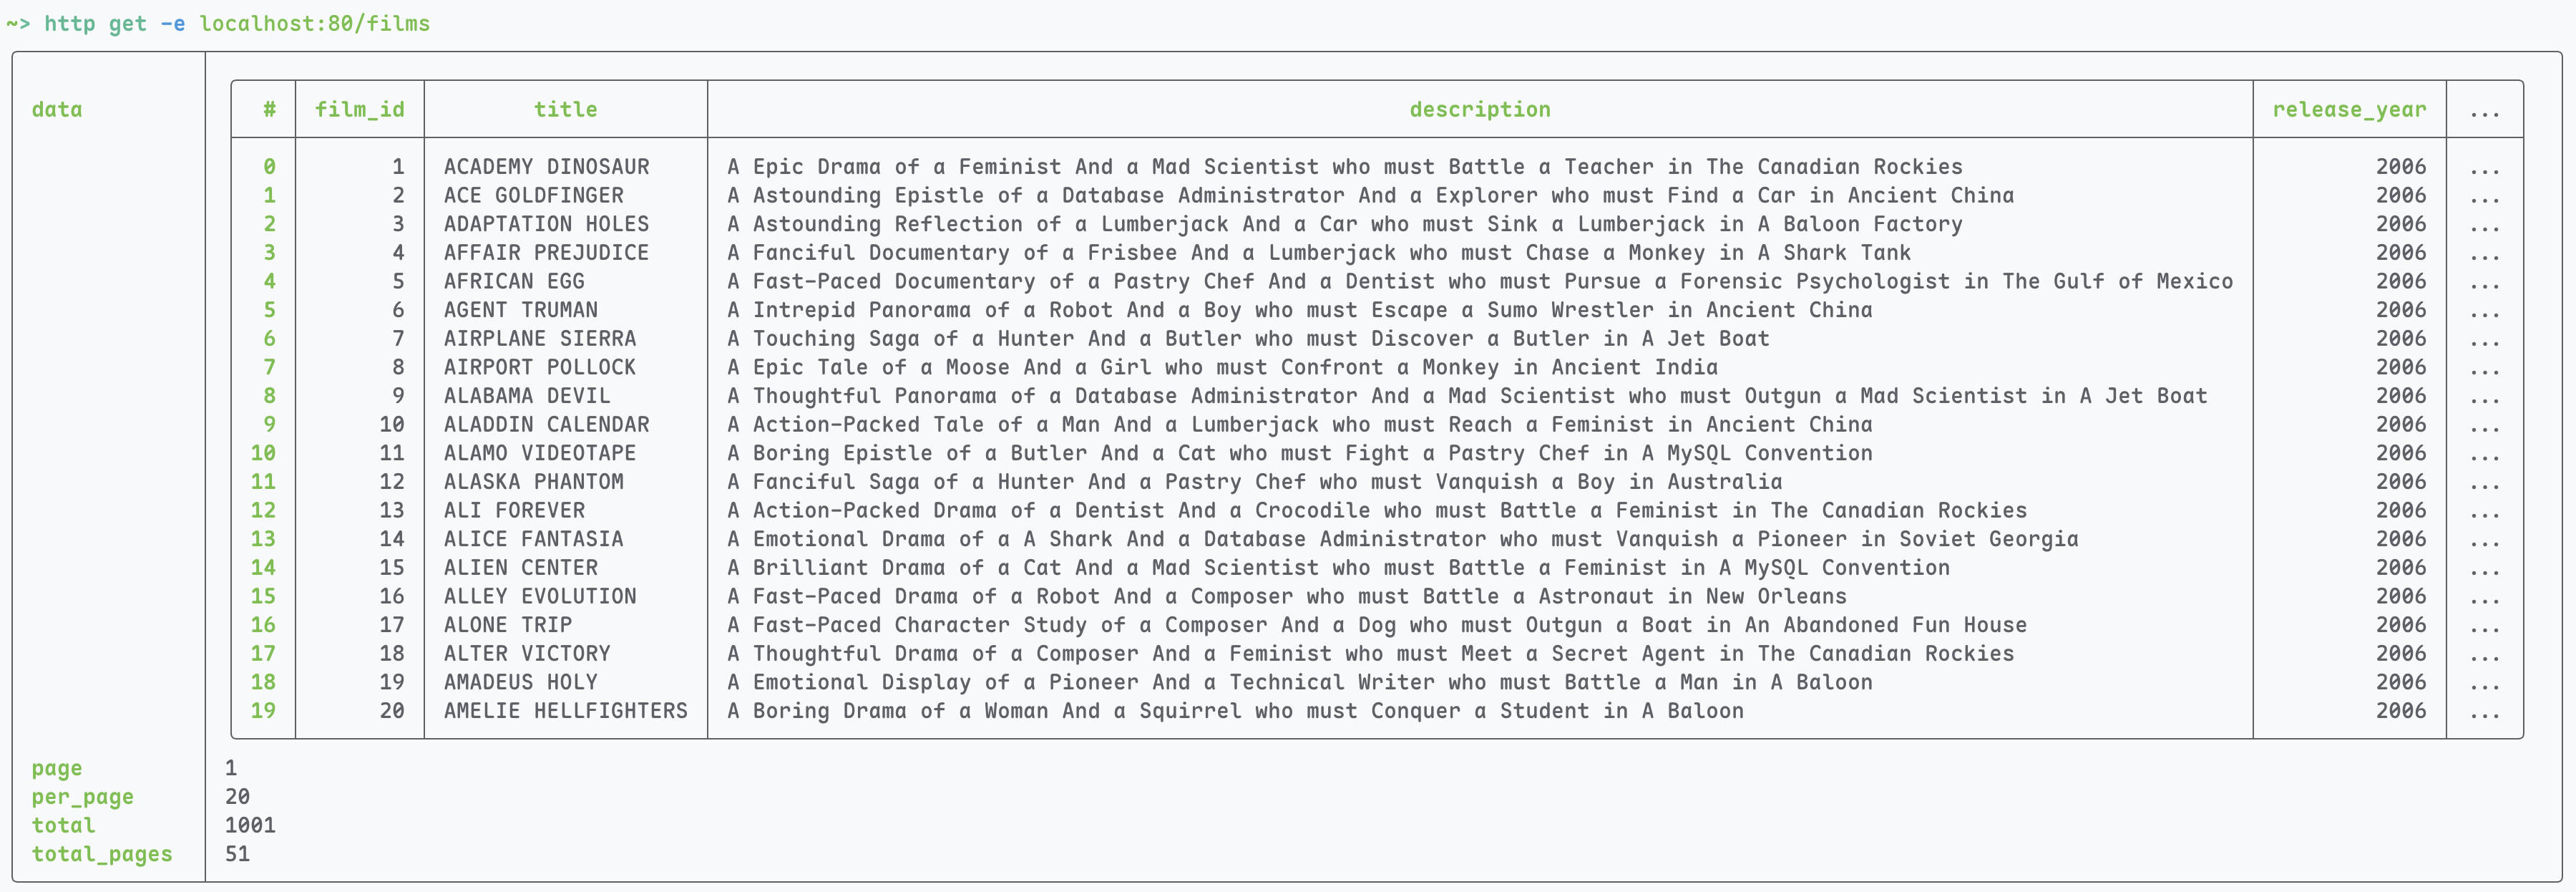 ~> http get -e localhost:80/films
data # film_id title description release_year ...
0 1 ACADEMY DINOSAUR A Epic Drama of a Feminist And a Mad Scientist who must Battle a Teacher in The Canadian Rockies 2006 ...
1 2 ACE GOLDFINGER A Astounding Epistle of a Database Administrator And a Explorer who must Find a Car in Ancient China 2006 ...
2 3 ADAPTATION HOLES A Astounding Reflection of a Lumberjack And a Car who must Sink a Lumberjack in A Baloon Factory 2006 ...
3 4 AFFAIR PREJUDICE A Fanciful Documentary of a Frisbee And a Lumberjack who must Chase a Monkey in A Shark Tank 2006 ...
4 5 AFRICAN EGG A Fast-Paced Documentary of a Pastry Chef And a Dentist who must Pursue a Forensic Psychologist in The Gulf of Mexico 2006 ...
5 6 AGENT TRUMAN A Intrepid Panorama of a Robot And a Boy who must Escape a Sumo Wrestler in Ancient China 2006 ...
6 7 AIRPLANE SIERRA A Touching Saga of a Hunter And a Butler who must Discover a Butler in A Jet Boat 2006 ...
7 8 AIRPORT POLLOCK A Epic Tale of a Moose And a Girl who must Confront a Monkey in Ancient India 2006 ...
8 9 ALABAMA DEVIL A Thoughtful Panorama of a Database Administrator And a Mad Scientist who must Outgun a Mad Scientist in A Jet Boat 2006 ...
9 10 ALADDIN CALENDAR A Action-Packed Tale of a Man And a Lumberjack who must Reach a Feminist in Ancient China 2006 ...
10 11 ALAMO VIDEOTAPE A Boring Epistle of a Butler And a Cat who must Fight a Pastry Chef in A MySQL Convention 2006 ...
11 12 ALASKA PHANTOM A Fanciful Saga of a Hunter And a Pastry Chef who must Vanquish a Boy in Australia 2006 ...
12 13 ALI FOREVER A Action-Packed Drama of a Dentist And a Crocodile who must Battle a Feminist in The Canadian Rockies 2006 ...
13 14 ALICE FANTASIA A Emotional Drama of a A Shark And a Database Administrator who must Vanquish a Pioneer in Soviet Georgia 2006 ...
14 15 ALIEN CENTER A Brilliant Drama of a Cat And a Mad Scientist who must Battle a Feminist in A MySQL Convention 2006 ...
15 16 ALLEY EVOLUTION A Fast-Paced Drama of a Robot And a Composer who must Battle a Astronaut in New Orleans 2006 ...
16 17 ALONE TRIP A Fast-Paced Character Study of a Composer And a Dog who must Outgun a Boat in An Abandoned Fun House 2006 ...
17 18 ALTER VICTORY A Thoughtful Drama of a Composer And a Feminist who must Meet a Secret Agent in The Canadian Rockies 2006 ...
18 19 AMADEUS HOLY A Emotional Display of a Pioneer And a Technical Writer who must Battle a Man in A Baloon 2006 ...
19 20 AMELIE HELLFIGHTERS A Boring Drama of a Woman And a Squirrel who must Conquer a Student in A Baloon 2006 ...
page 1
per_page 20
total 1001
total_pages 51